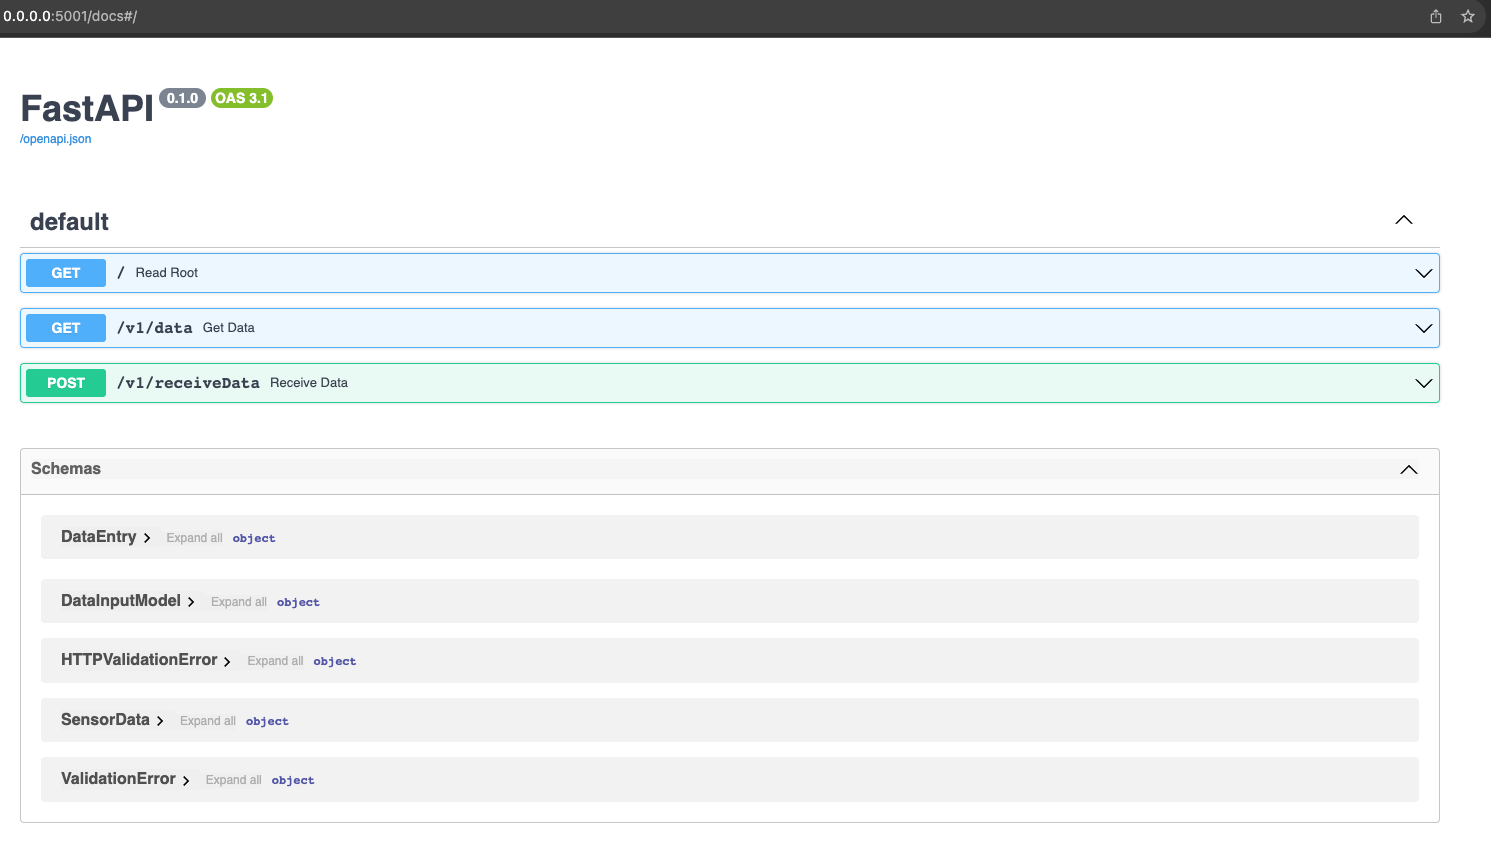 0.0.0.0:5001/docs#/
FastAPI 0.1.0 OAS 3.1
/openapi.json
default
GET / Read Root
GET /v1/data Get Data
POST /v1/receiveData Receive Data
Schemas
DataEntry Expand all object
DataInputModel Expand all object
HTTPValidationError Expand all object
SensorData Expand all object
ValidationError Expand all object